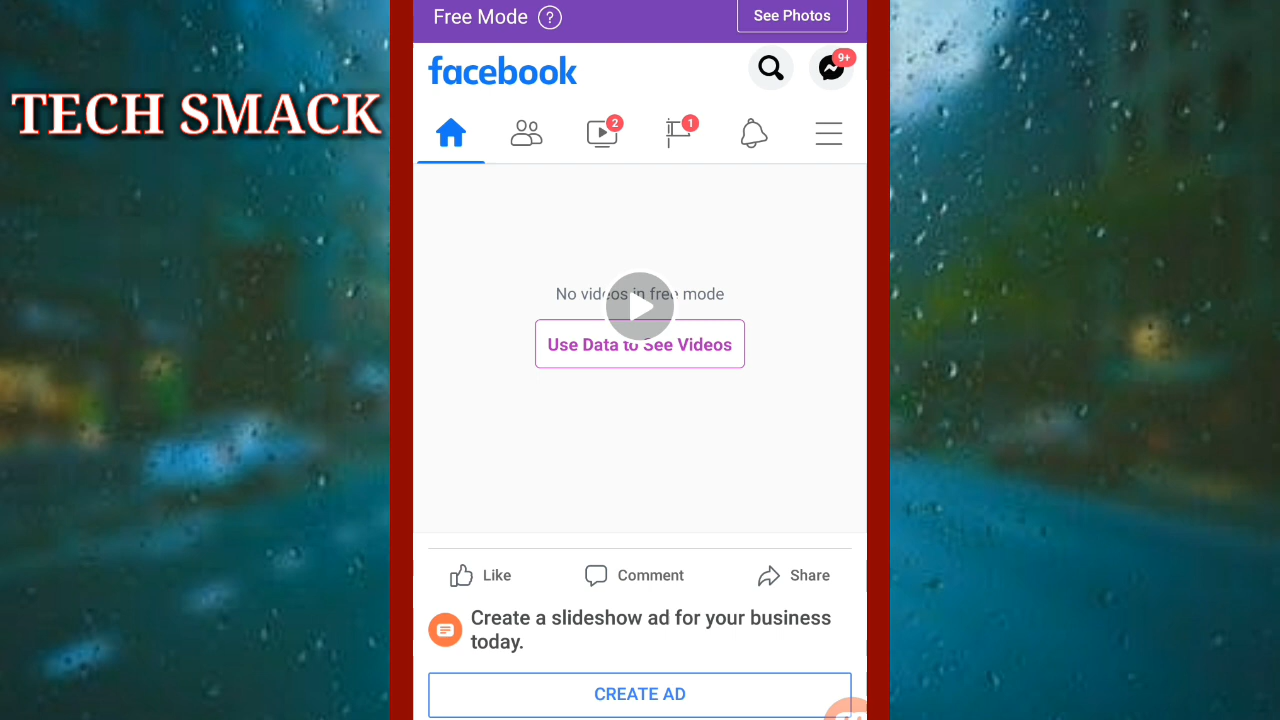 Free Mode ?
See Photos
facebook
9+
TECH SMACK
2
1
No videos in free mode
Use Data to See Videos
Like
Comment
Share
Create a slideshow ad for your business
today.
CREATE AD